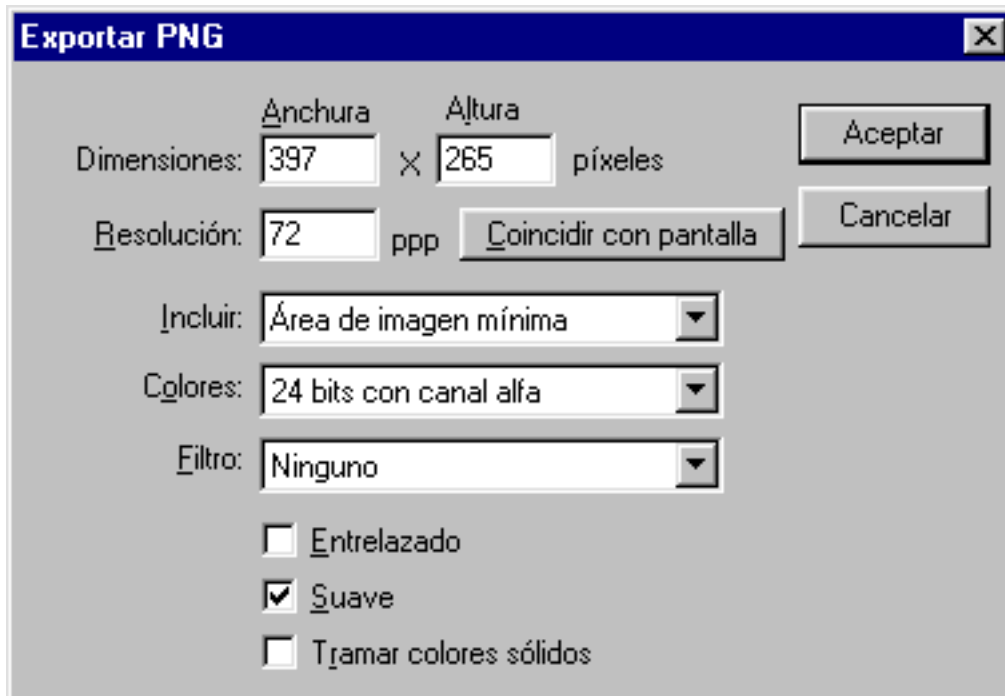 Exportar PNG
Anchura Altura
Dimensiones: 397 X 265 píxeles
Aceptar
Resolución: 72 ppp Coincidir con pantalla
Cancelar
Incluir: Área de imagen mínima
Colores: 24 bits con canal alfa
Filtro: Ninguno
Entrelazado
Suave
Tramar colores sólidos